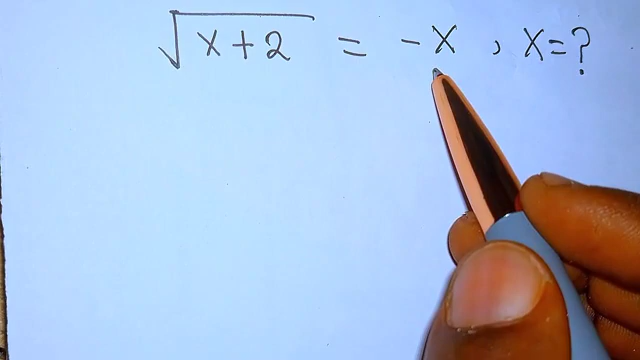 √(x+2) = -x , x=?